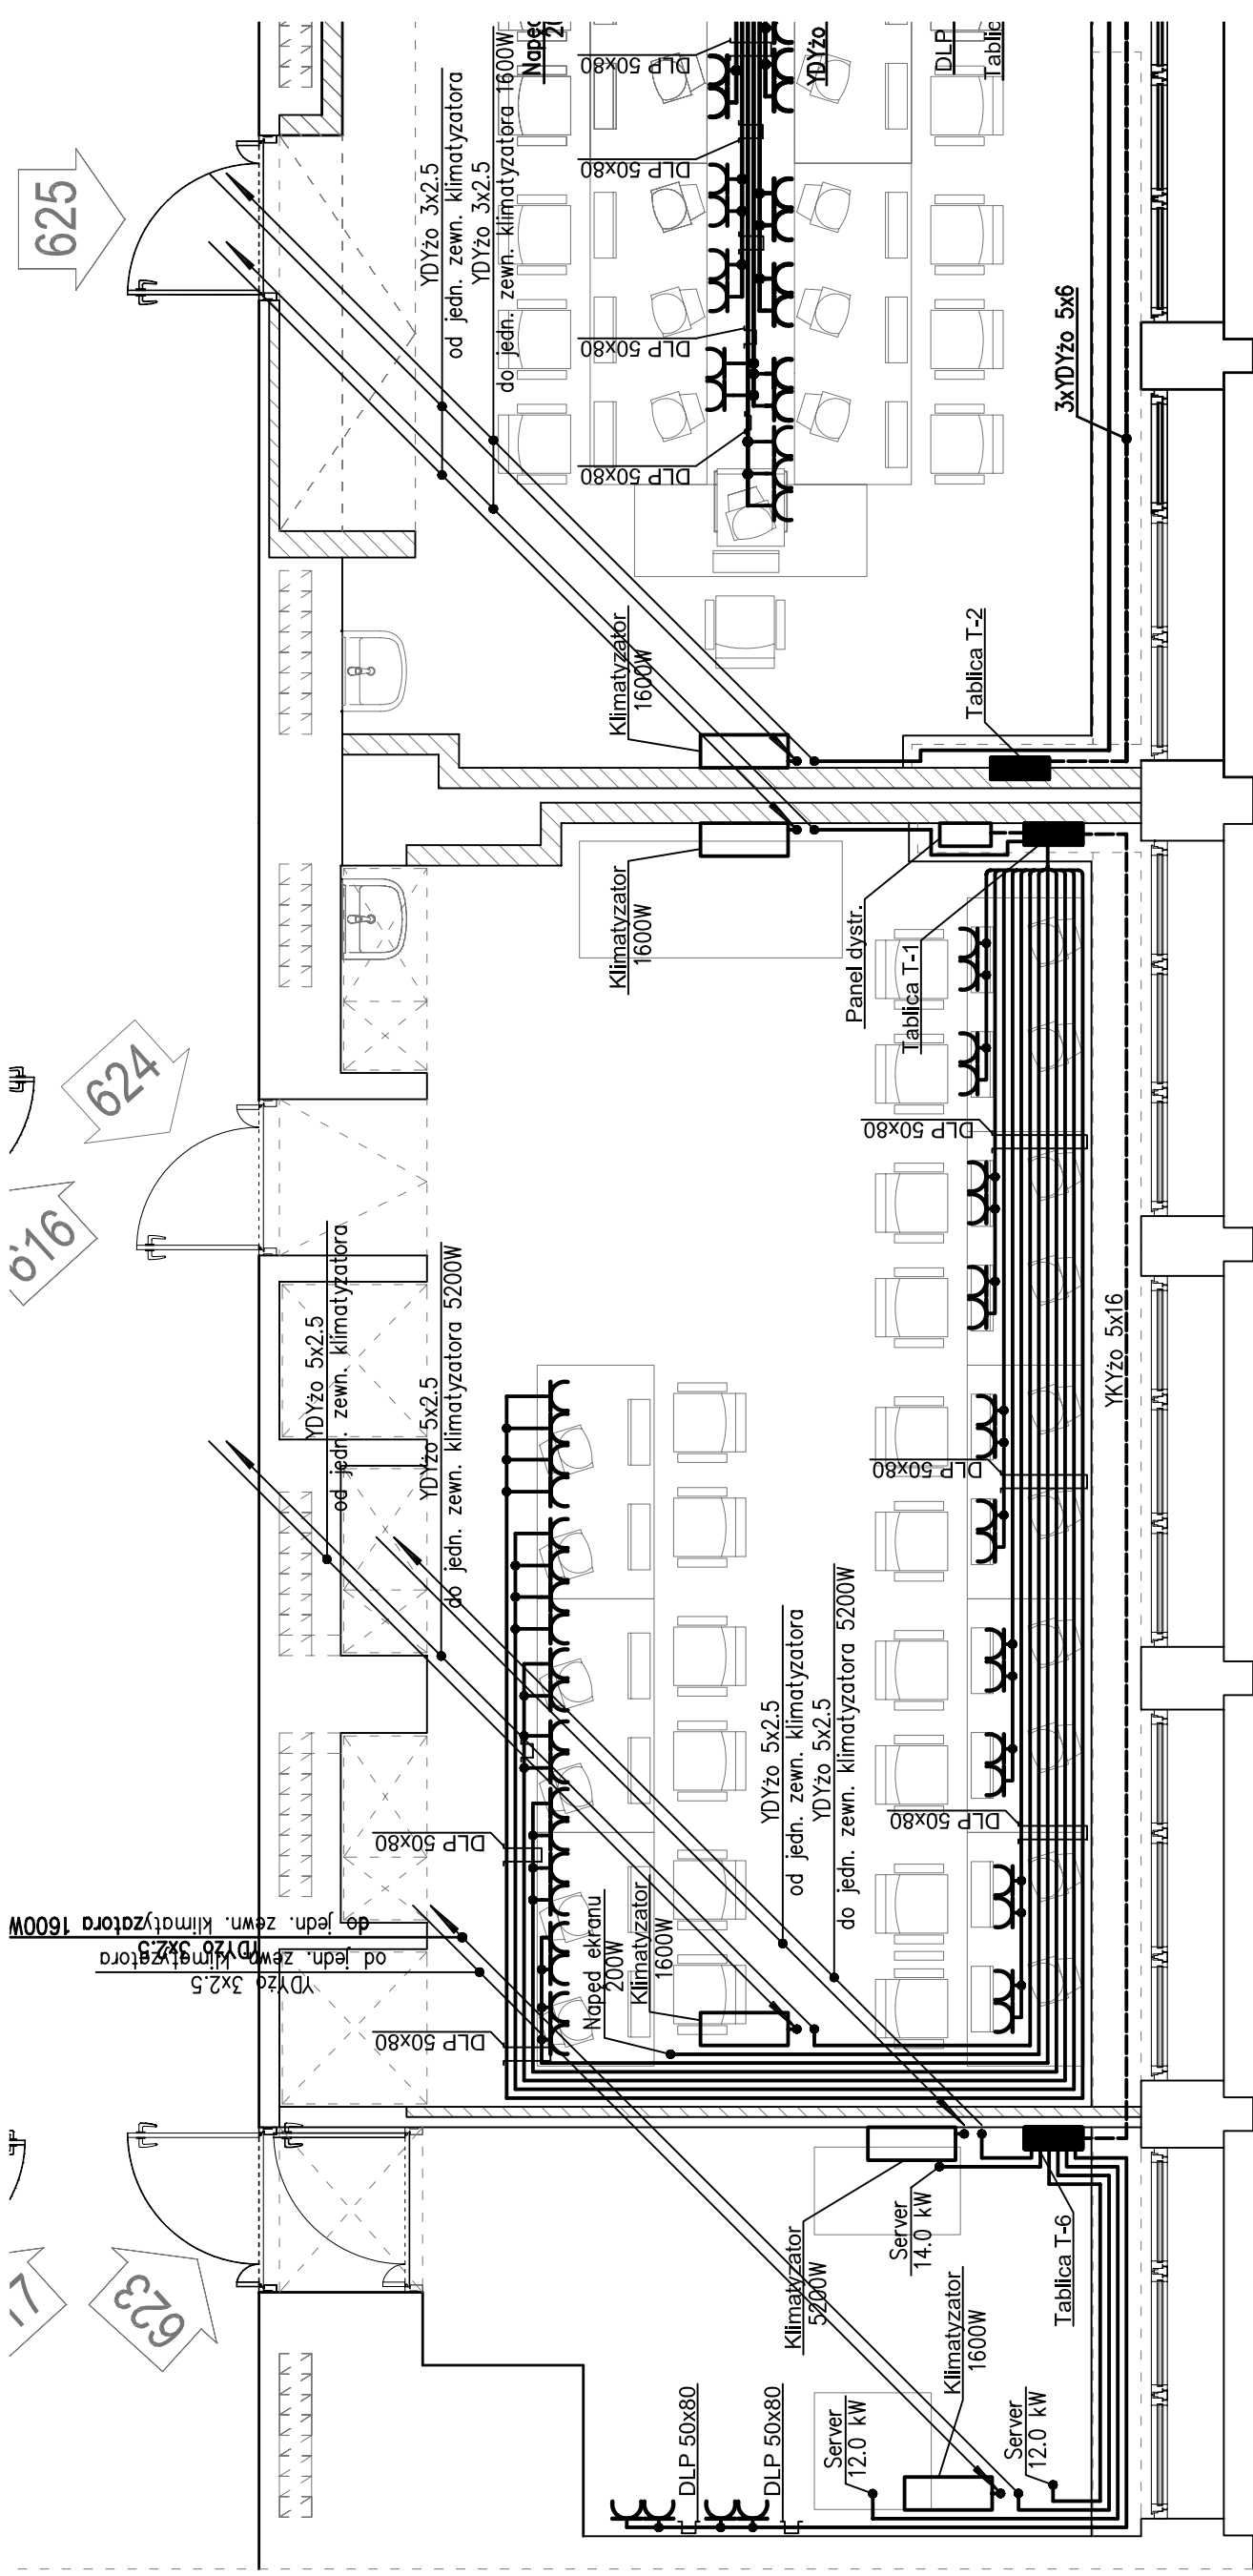 625
YDYżo 3x2.5
od jedn. zewn. klimatyzatora
YDYżo 3x2.5
do jedn. zewn. klimatyzatora 1600W
DLP 50x80
YDYżo
DLP
DLP 50x80
DLP 50x80
DLP 50x80
3xYDYżo 5x6
Klimatyzator
1600W
Tablica T-2
Klimatyzator
1600W
Panel dystr.
Tablica T-1
624
DLP 50x80
YDYżo 5x2.5
od jedn. zewn. klimatyzatora
YDYżo 5x2.5
do jedn. zewn. klimatyzatora 5200W
YKYżo 5x16
DLP 50x80
YDYżo 5x2.5
od jedn. zewn. klimatyzatora
YDYżo 5x2.5
do jedn. zewn. klimatyzatora 5200W
DLP 50x80
DLP 50x80
do jedn. zewn. klimatyzatora 1600W
YDYżo 3x2.5
od jedn. zewn. klimatyzatora
YDYżo 3x2.5
DLP 50x80
Naped ekranu
200W
Klimatyzator
1600W
623
Klimatyzator
5200W
Server
14.0 kW
Tablica T-6
Klimatyzator
1600W
DLP 50x80
DLP 50x80
Server
12.0 kW
Server
12.0 kW